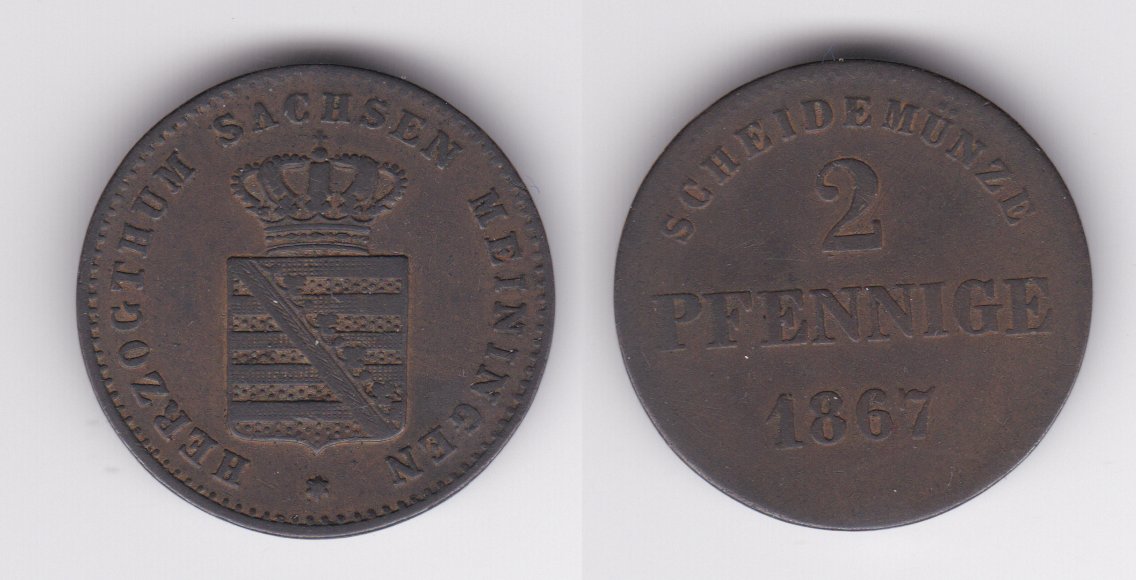 HERZOGTHUM SACHSEN MEININGEN
SCHEIDEMÜNZE
2
PFENNIGE
1867